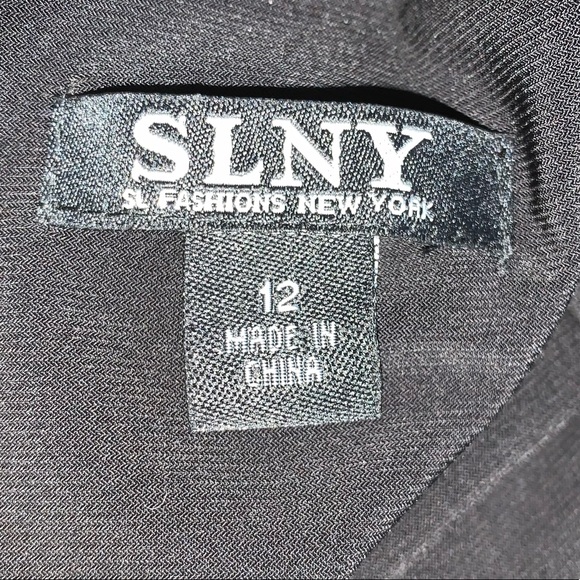 SLNY
SL FASHIONS NEW YORK
12
MADE IN
CHINA